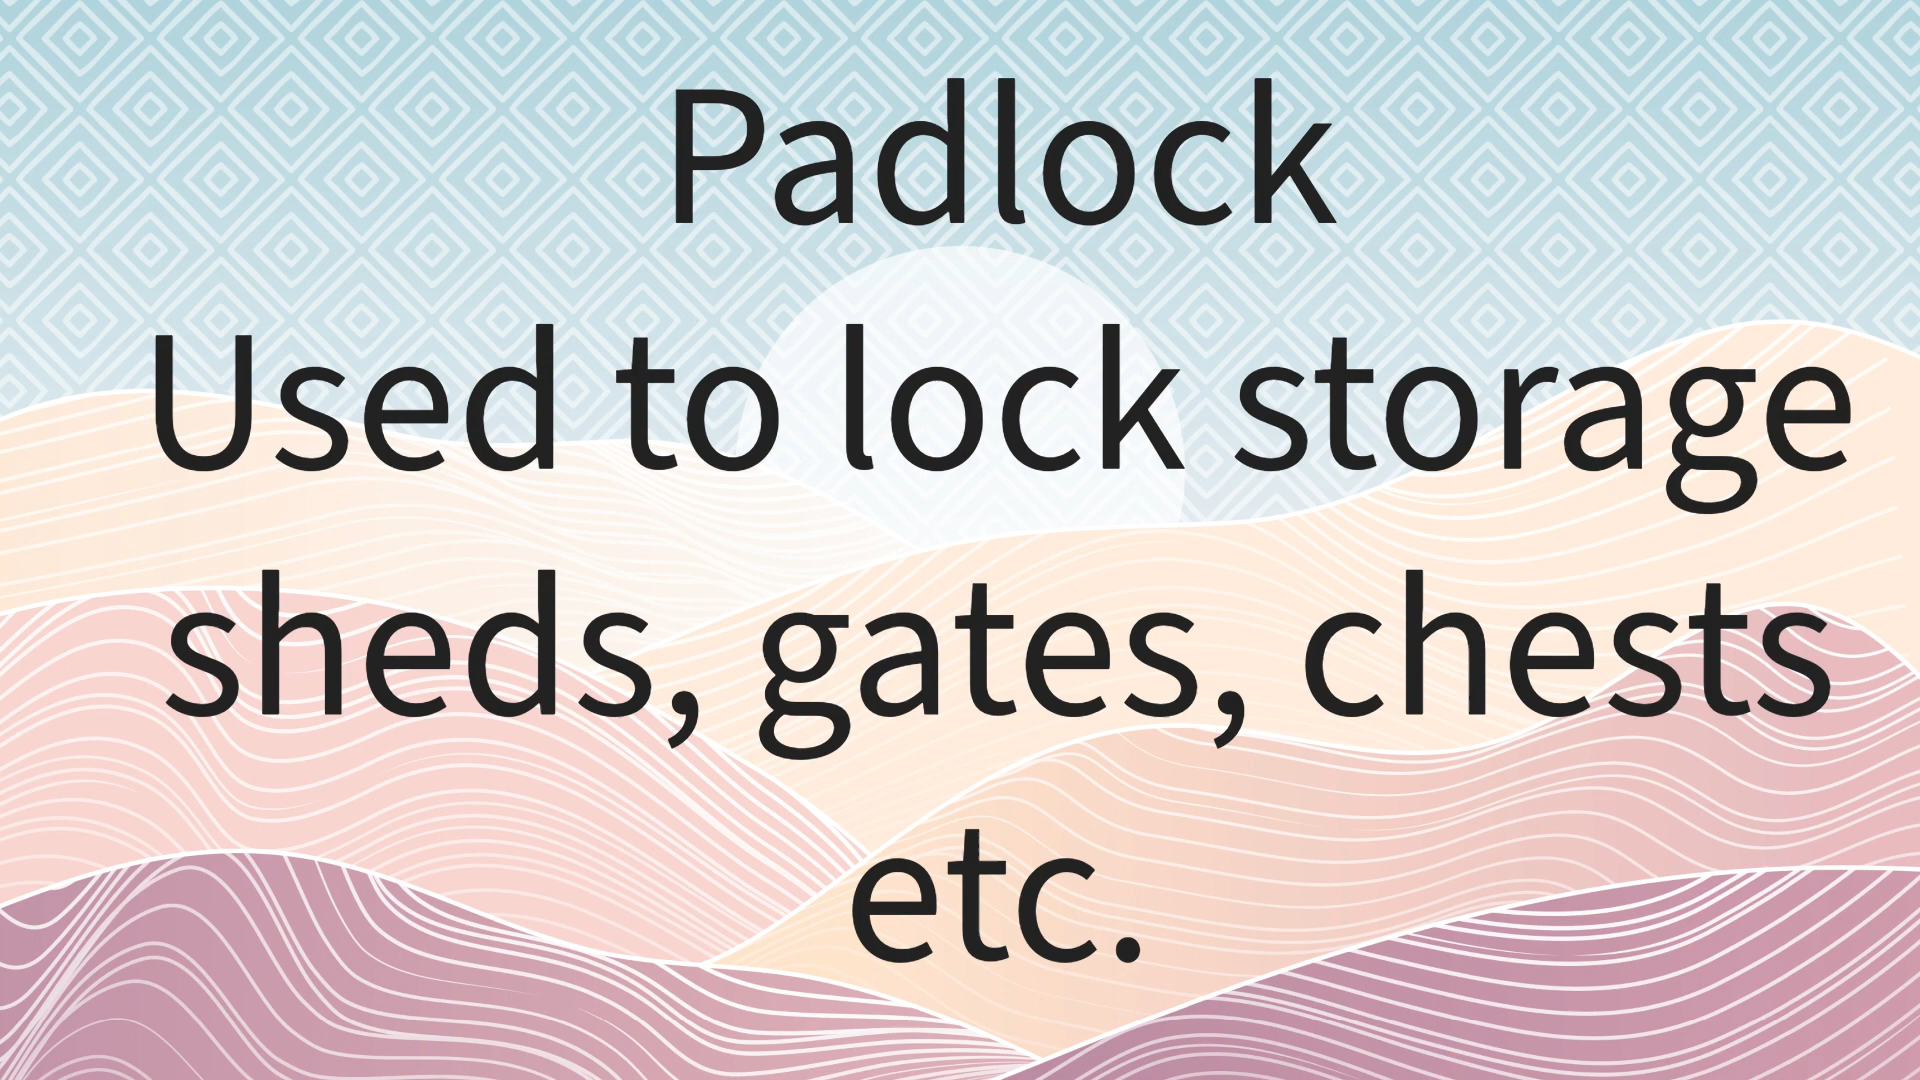 Padlock
Used to lock storage
sheds, gates, chests
etc.